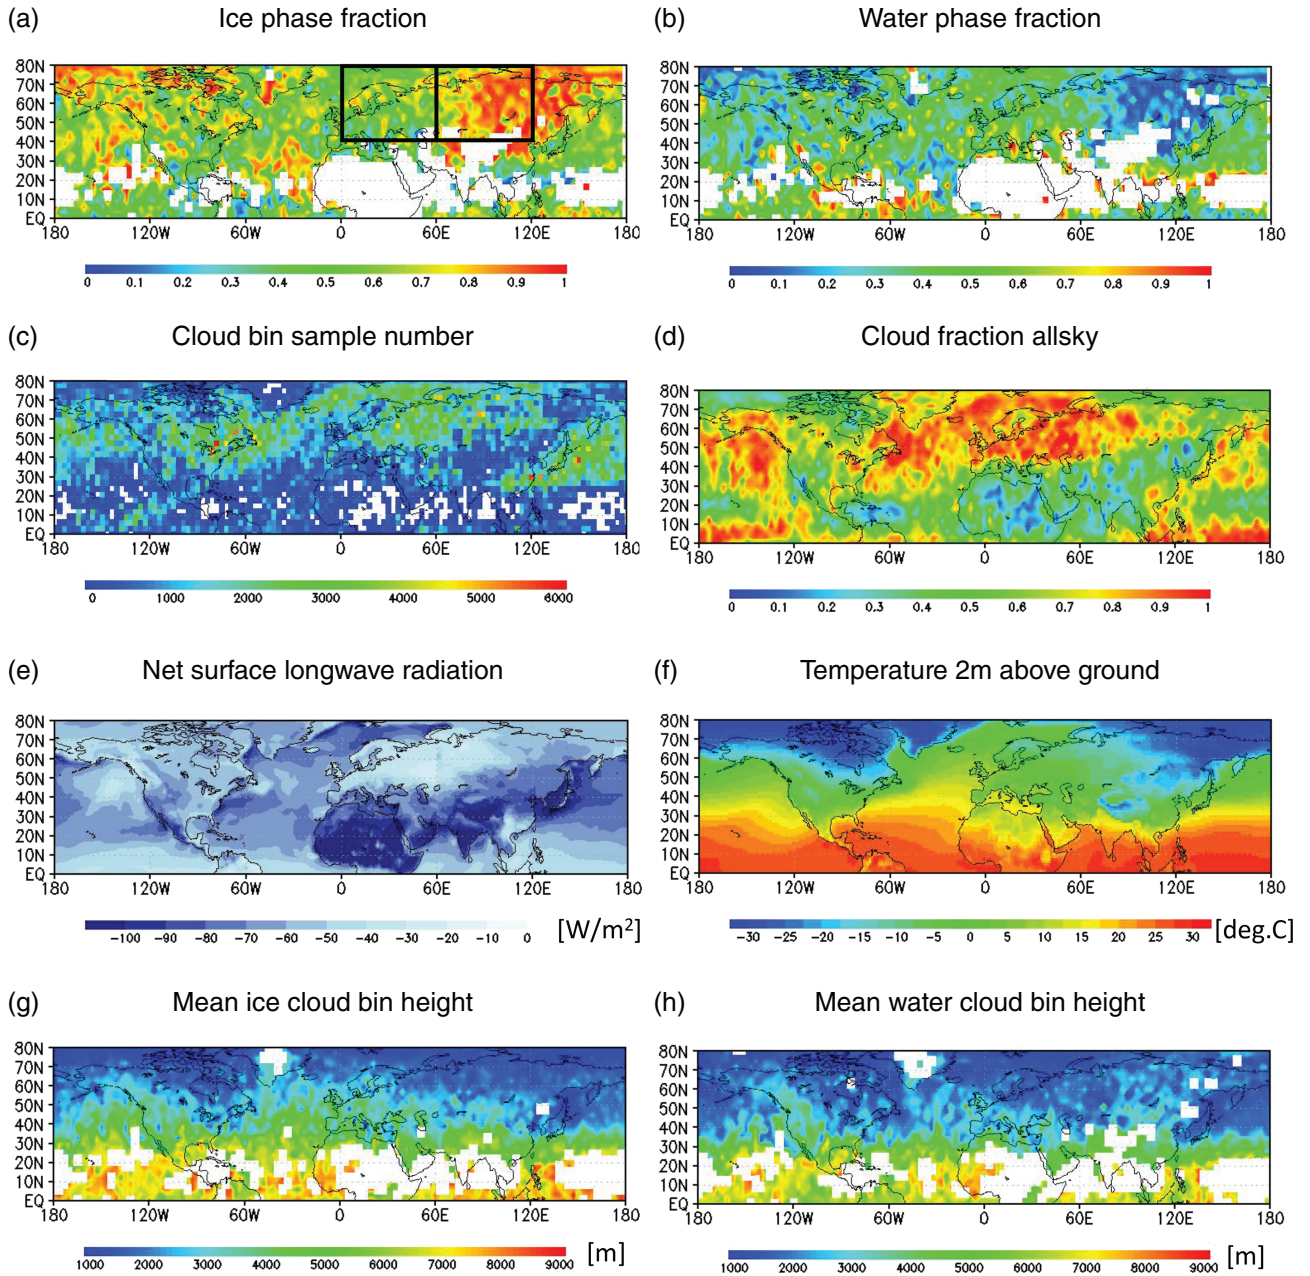 (a) Ice phase fraction
(b) Water phase fraction
80N 70N 60N 50N 40N 30N 20N 10N EQ
180 120W 60W 0 60E 120E 180
0 0.1 0.2 0.3 0.4 0.5 0.6 0.7 0.8 0.9 1
80N 70N 60N 50N 40N 30N 20N 10N EQ
180 120W 60W 0 60E 120E 180
0 0.1 0.2 0.3 0.4 0.5 0.6 0.7 0.8 0.9 1
(c) Cloud bin sample number
(d) Cloud fraction allsky
80N 70N 60N 50N 40N 30N 20N 10N EQ
180 120W 60W 0 60E 120E 180
0 1000 2000 3000 4000 5000 6000
80N 70N 60N 50N 40N 30N 20N 10N EQ
180 120W 60W 0 60E 120E 180
0 0.1 0.2 0.3 0.4 0.5 0.6 0.7 0.8 0.9 1
(e) Net surface longwave radiation
(f) Temperature 2m above ground
80N 70N 60N 50N 40N 30N 20N 10N EQ
180 120W 60W 0 60E 120E 180
-100 -90 -80 -70 -60 -50 -40 -30 -20 -10 0 [W/m²]
80N 70N 60N 50N 40N 30N 20N 10N EQ
180 120W 60W 0 60E 120E 180
-30 -25 -20 -15 -10 -5 0 5 10 15 20 25 30 [deg.C]
(g) Mean ice cloud bin height
(h) Mean water cloud bin height
80N 70N 60N 50N 40N 30N 20N 10N EQ
180 120W 60W 0 60E 120E 180
1000 2000 3000 4000 5000 6000 7000 8000 9000 [m]
80N 70N 60N 50N 40N 30N 20N 10N EQ
180 120W 60W 0 60E 120E 180
1000 2000 3000 4000 5000 6000 7000 8000 9000 [m]